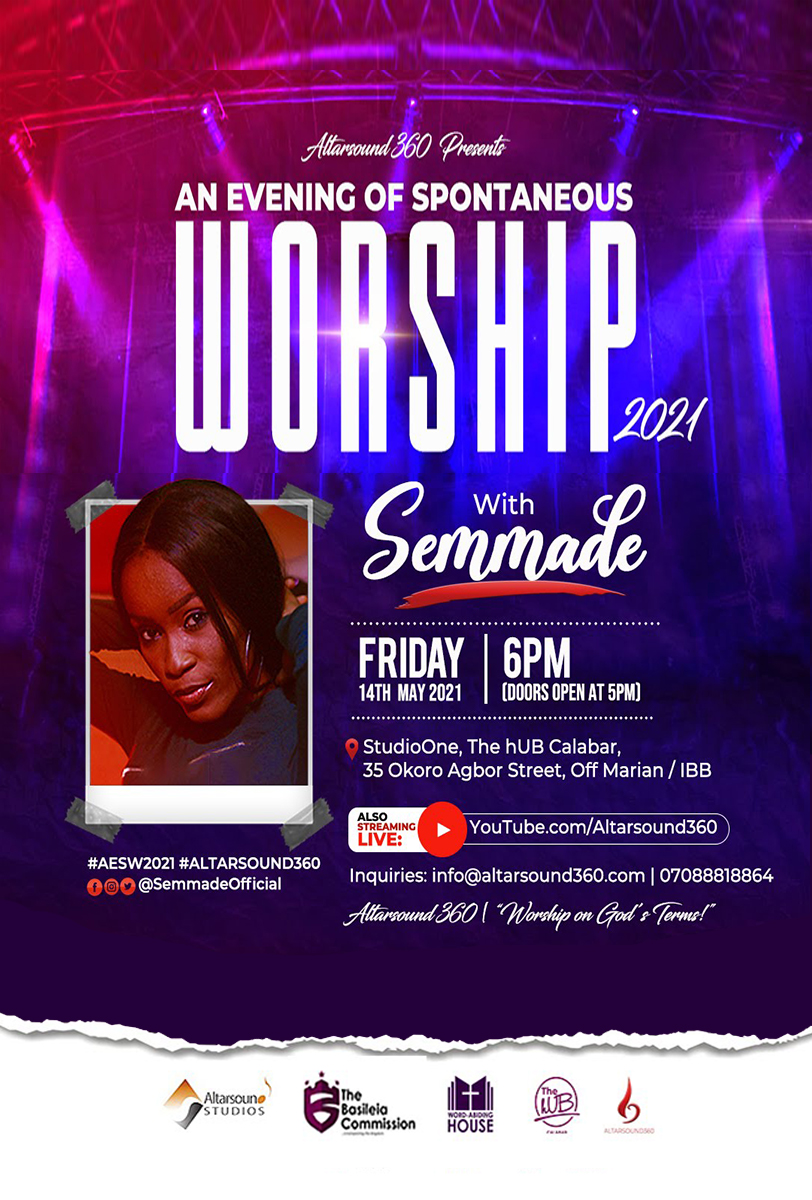 Altarsound 360 Presents
AN EVENING OF SPONTANEOUS
WORSHIP
2021
With
Semmade
FRIDAY
14TH MAY 2021
6PM
(DOORS OPEN AT 5PM)
StudioOne, The hUB Calabar,
35 Okoro Agbor Street, Off Marian / IBB
ALSO
STREAMING
LIVE:
YouTube.com/Altarsound360
#AESW2021 #ALTARSOUND360
@SemmadeOfficial
Inquiries: info@altarsound360.com | 07088818864
Altarsound 360 | "Worship on God's Terms!"
Altarsound
STUDIOS
The
Basileia
Commission
WORD-ABIDING
HOUSE
The
hUB
CALABAR
ALTARSOUND360